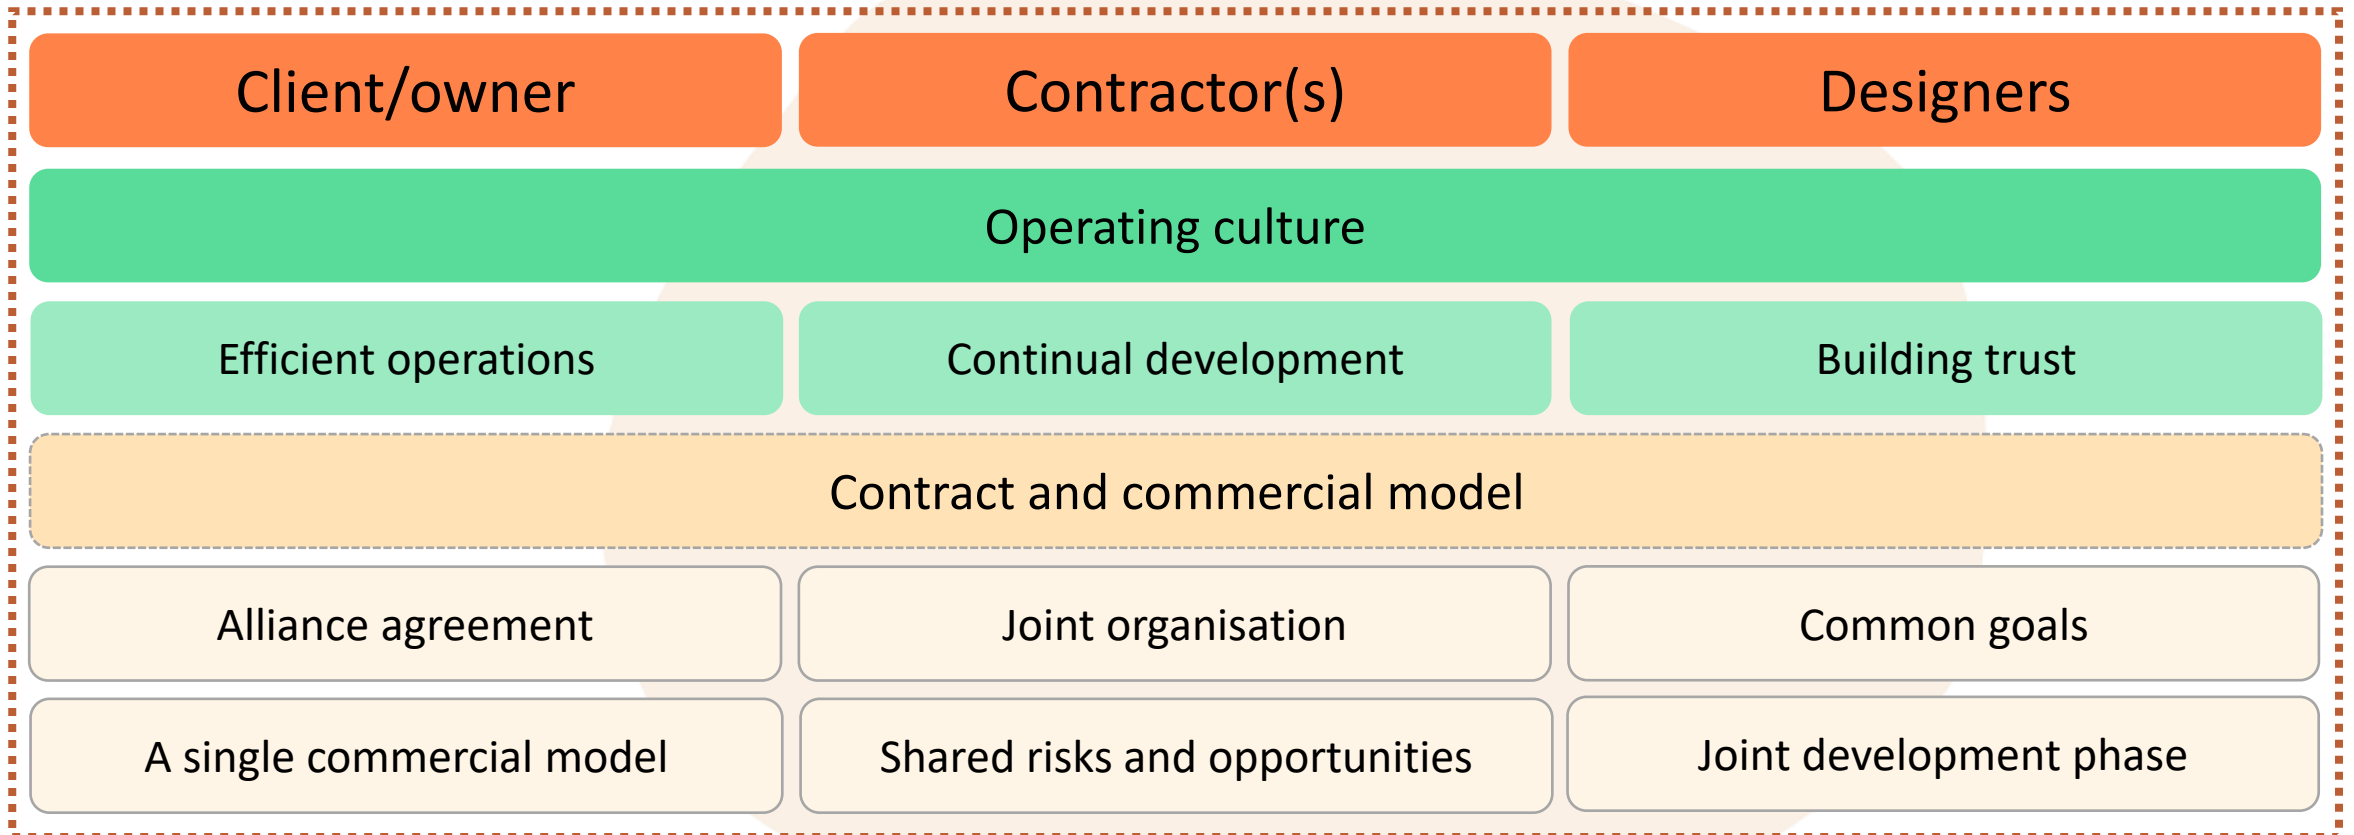 Client/owner
Contractor(s)
Designers
Operating culture
Efficient operations
Continual development
Building trust
Contract and commercial model
Alliance agreement
Joint organisation
Common goals
A single commercial model
Shared risks and opportunities
Joint development phase